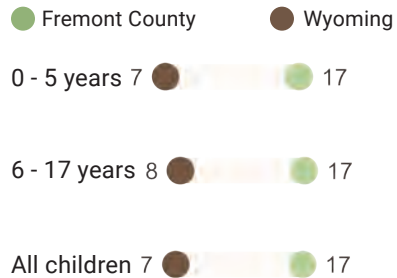 Fremont County Wyoming
0 - 5 years 7 17
6 - 17 years 8 17
All children 7 17